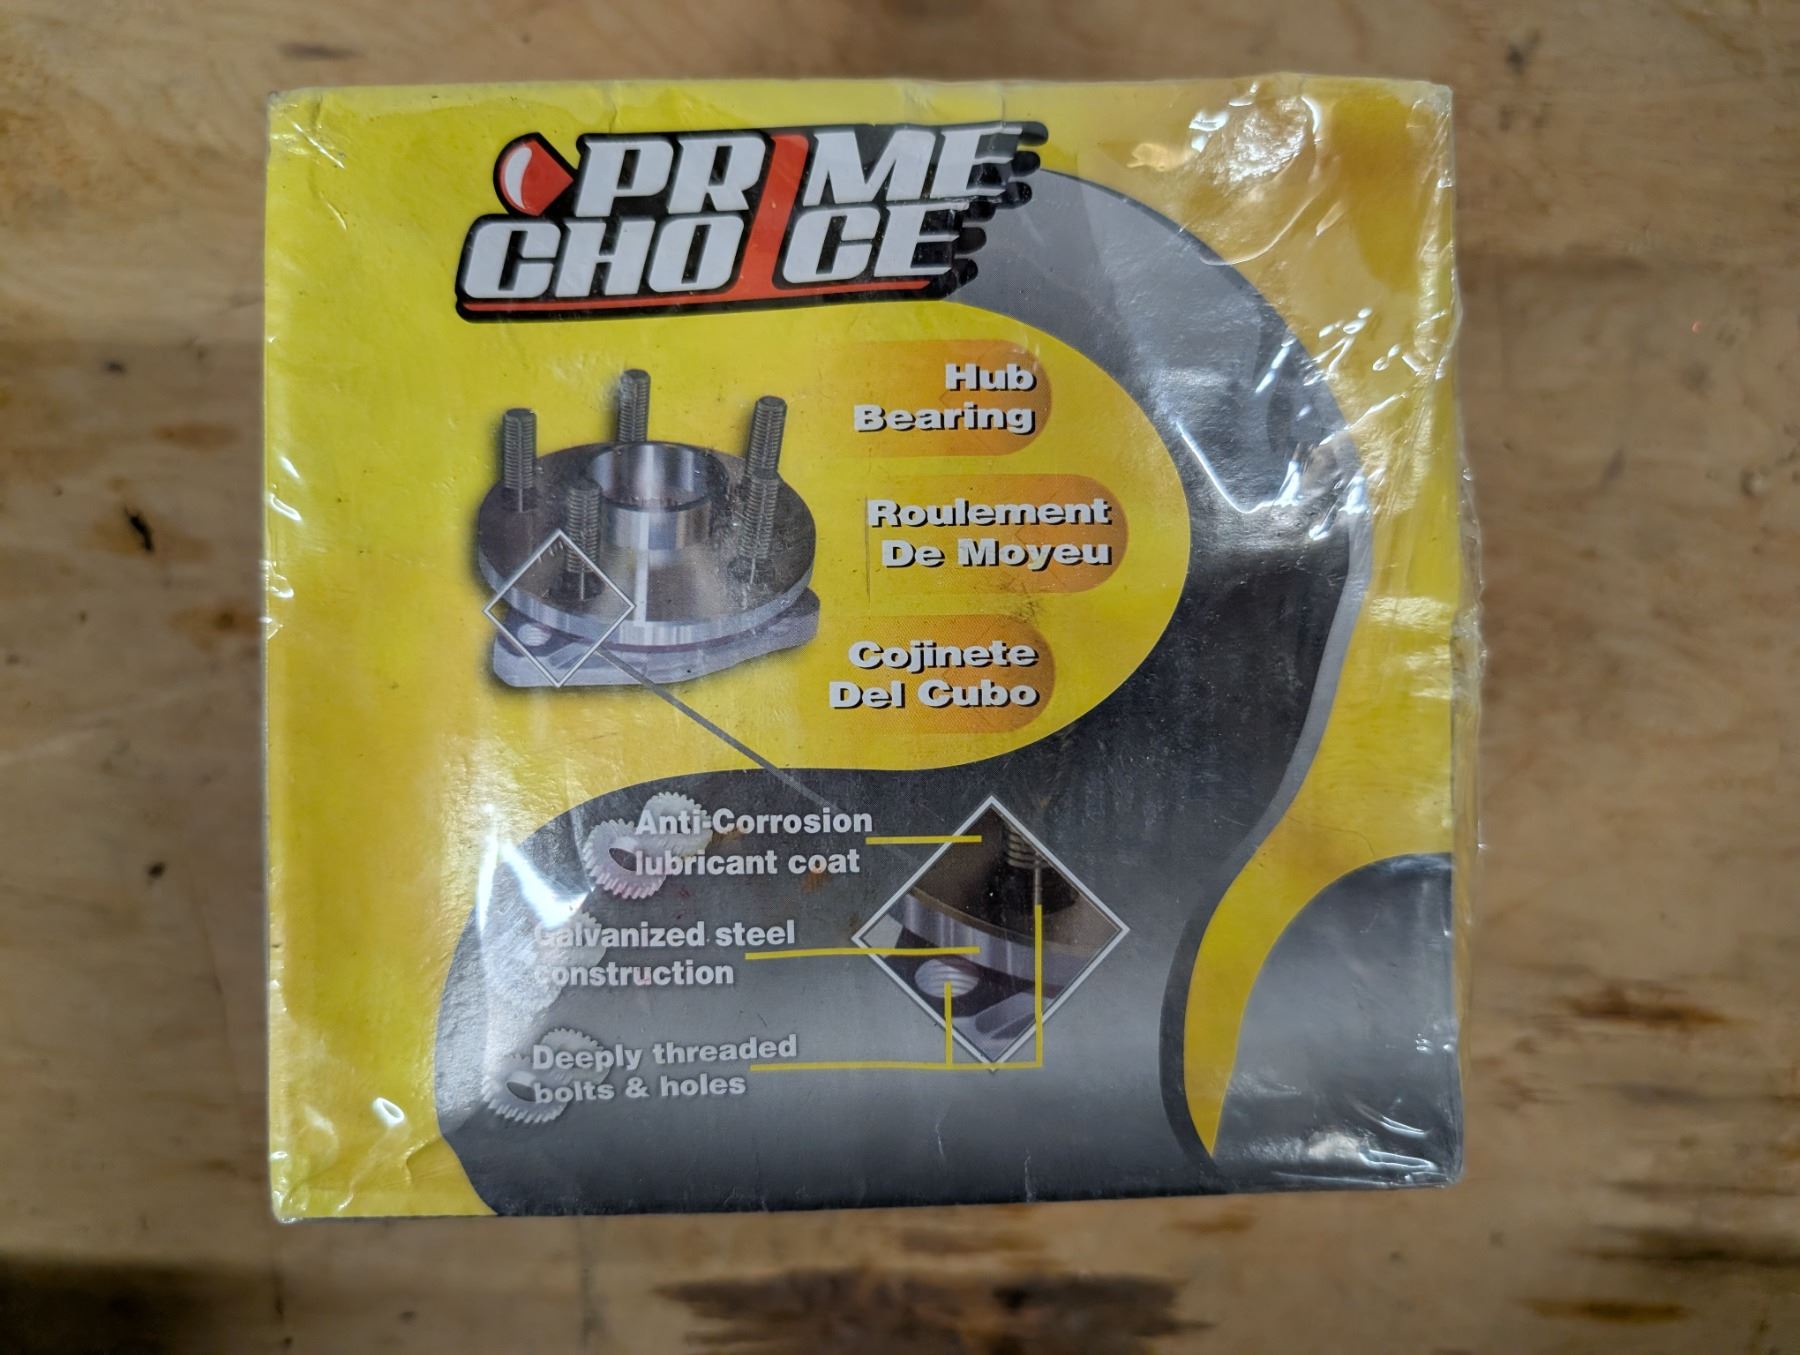 PRIME
CHOICE
Hub
Bearing
Roulement
De Moyeu
Cojinete
Del Cubo
Anti-Corrosion
lubricant coat
Galvanized steel
construction
Deeply threaded
bolts & holes